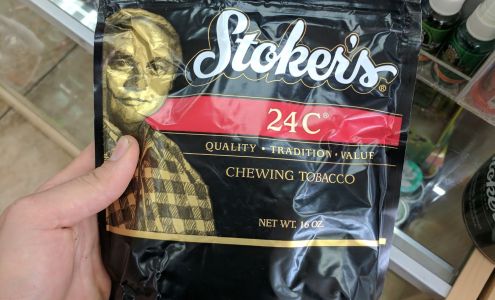 Stoker's®
24C®
QUALITY • TRADITION • VALUE
CHEWING TOBACCO
NET WT. 16 OZ.